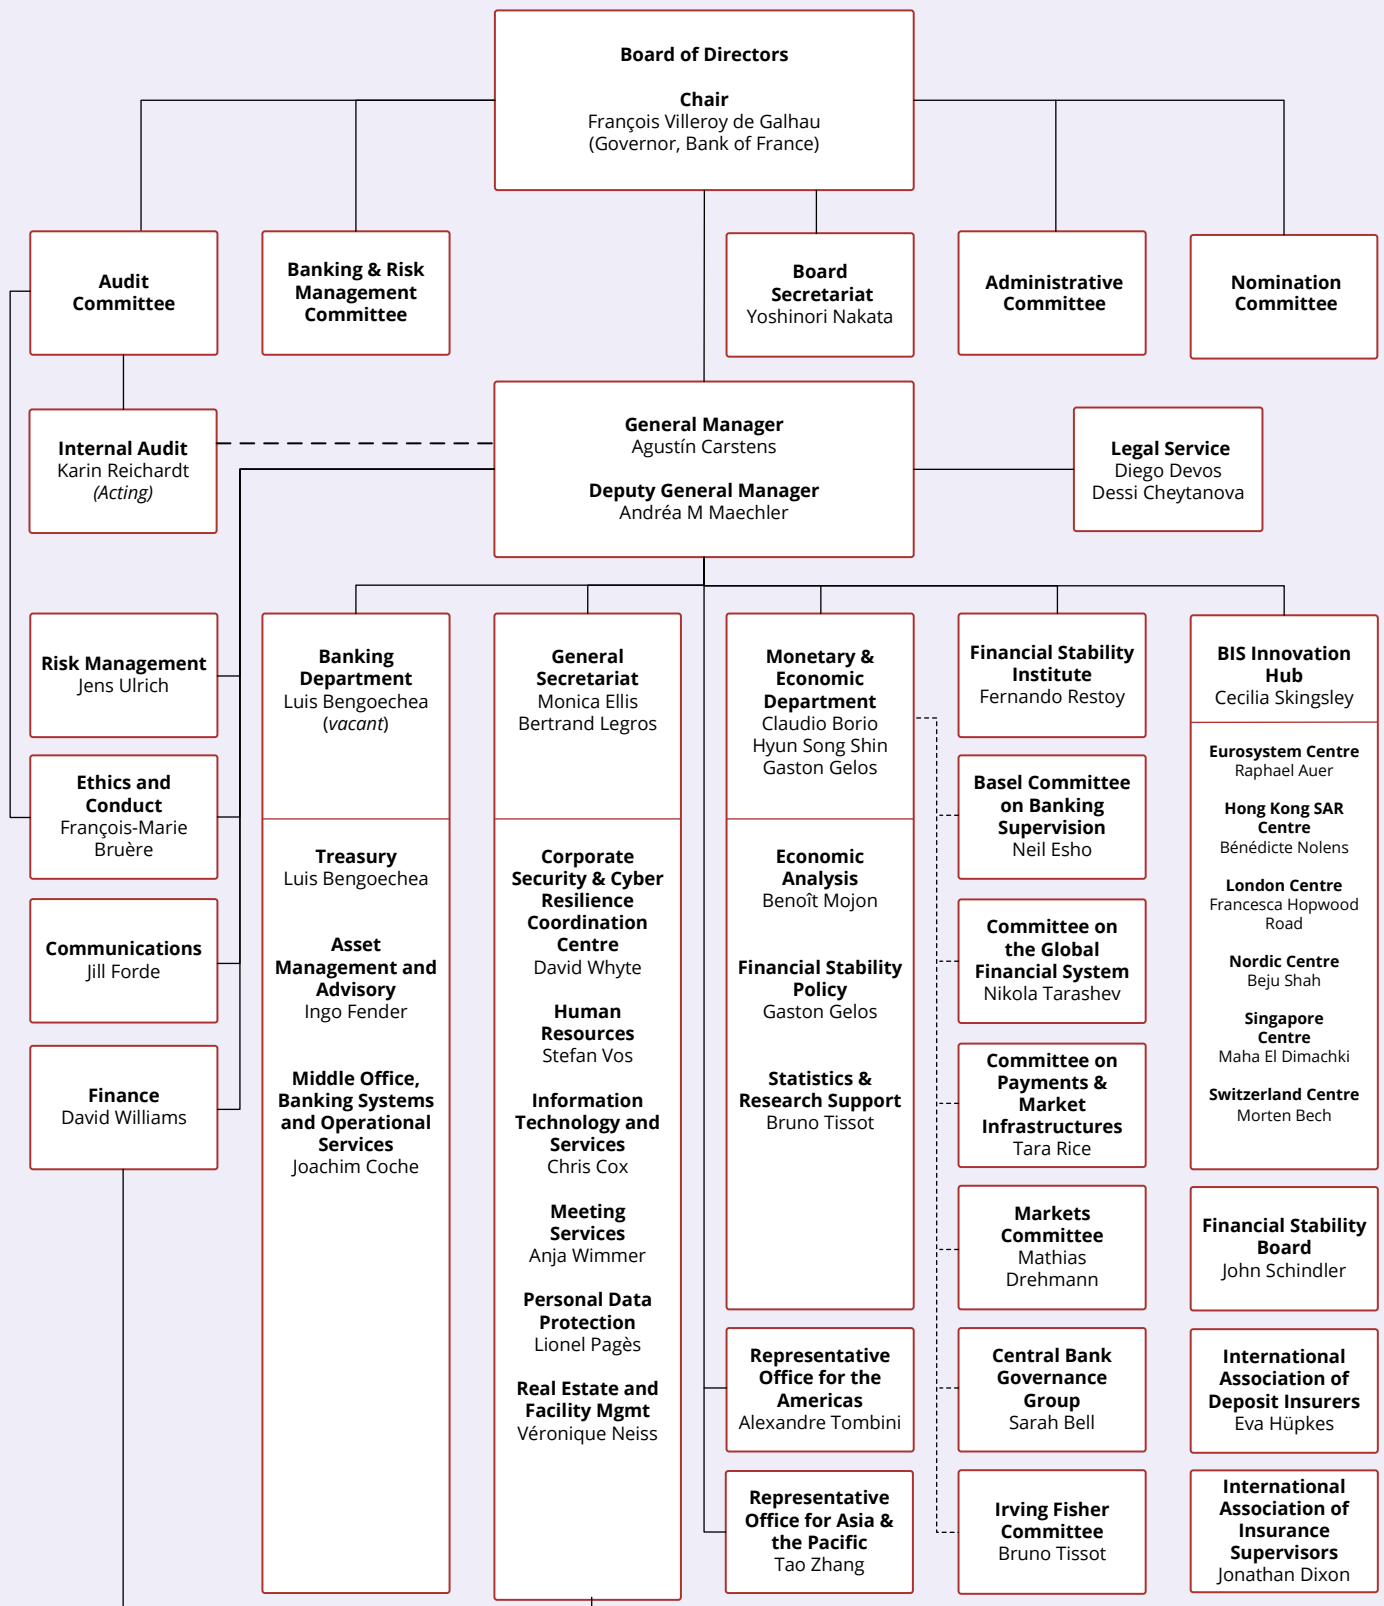 Board of Directors
Chair
François Villeroy de Galhau
(Governor, Bank of France)
Audit
Committee
Banking & Risk
Management
Committee
Board
Secretariat
Yoshinori Nakata
Administrative
Committee
Nomination
Committee
Internal Audit
Karin Reichardt
(Acting)
General Manager
Agustín Carstens
Deputy General Manager
Andréa M Maechler
Legal Service
Diego Devos
Dessi Cheytanova
Risk Management
Jens Ulrich
Ethics and
Conduct
François-Marie
Bruère
Communications
Jill Forde
Finance
David Williams
Banking
Department
Luis Bengoechea
(vacant)
Treasury
Luis Bengoechea
Asset
Management and
Advisory
Ingo Fender
Middle Office,
Banking Systems
and Operational
Services
Joachim Coche
General
Secretariat
Monica Ellis
Bertrand Legros
Corporate
Security & Cyber
Resilience
Coordination
Centre
David Whyte
Human
Resources
Stefan Vos
Information
Technology and
Services
Chris Cox
Meeting
Services
Anja Wimmer
Personal Data
Protection
Lionel Pagès
Real Estate and
Facility Mgmt
Véronique Neiss
Monetary &
Economic
Department
Claudio Borio
Hyun Song Shin
Gaston Gelos
Economic
Analysis
Benoît Mojon
Financial Stability
Policy
Gaston Gelos
Statistics &
Research Support
Bruno Tissot
Representative
Office for the
Americas
Alexandre Tombini
Representative
Office for Asia &
the Pacific
Tao Zhang
Financial Stability
Institute
Fernando Restoy
Basel Committee
on Banking
Supervision
Neil Esho
Committee on
the Global
Financial System
Nikola Tarashev
Committee on
Payments &
Market
Infrastructures
Tara Rice
Markets
Committee
Mathias
Drehmann
Central Bank
Governance
Group
Sarah Bell
Irving Fisher
Committee
Bruno Tissot
BIS Innovation
Hub
Cecilia Skingsley
Eurosystem Centre
Raphael Auer
Hong Kong SAR
Centre
Bénédicte Nolens
London Centre
Francesca Hopwood
Road
Nordic Centre
Beju Shah
Singapore
Centre
Maha El Dimachki
Switzerland Centre
Morten Bech
Financial Stability
Board
John Schindler
International
Association of
Deposit Insurers
Eva Hüpkes
International
Association of
Insurance
Supervisors
Jonathan Dixon